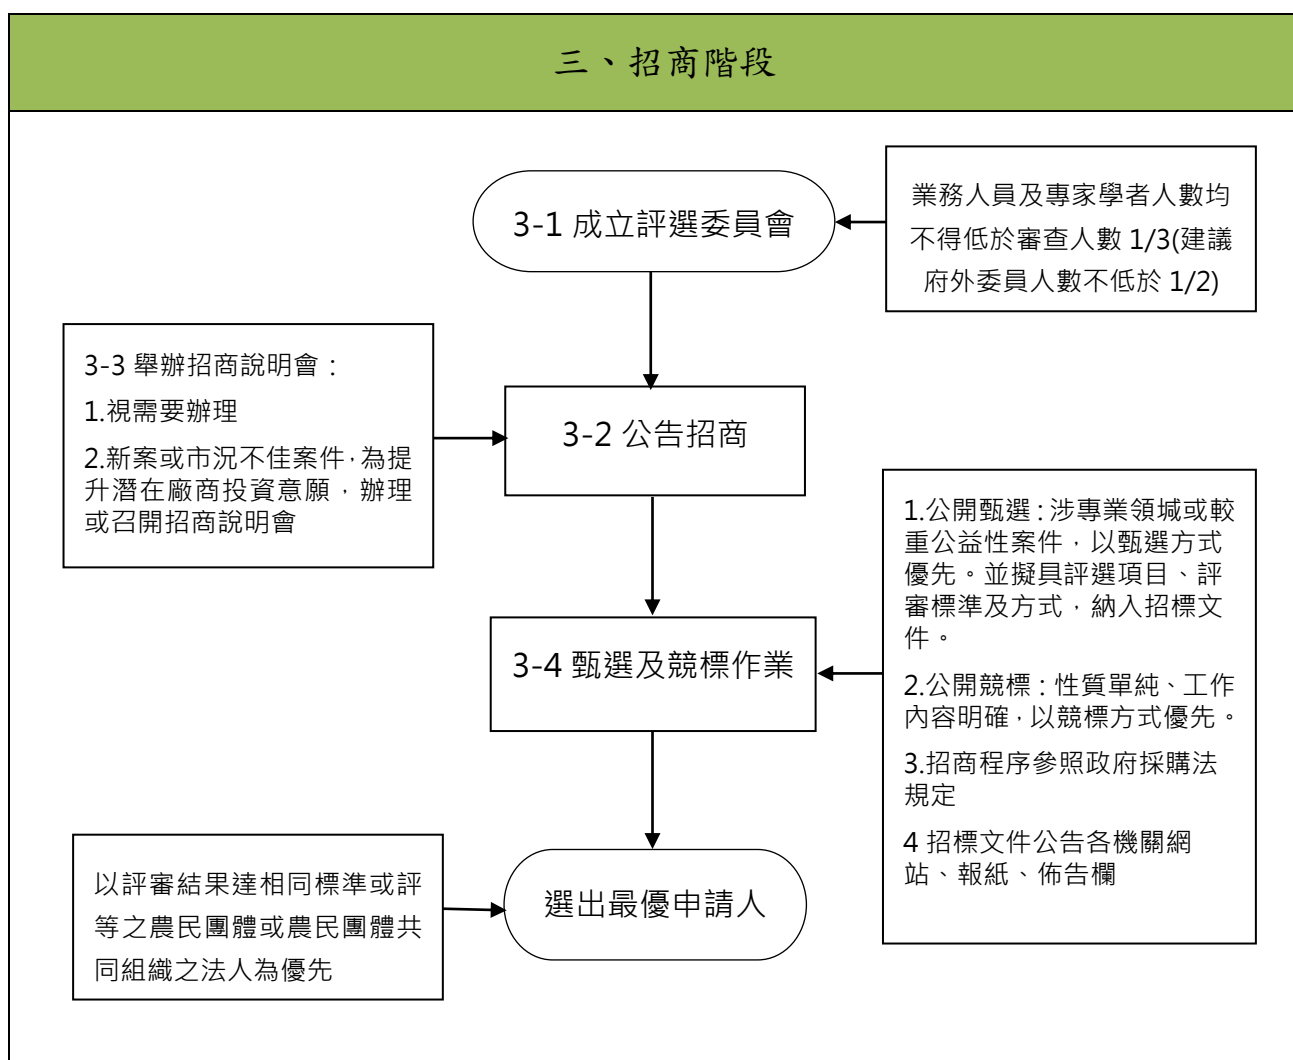 三、招商階段
3-1 成立評選委員會
業務人員及專家學者人數均
不得低於審查人數 1/3(建議
府外委員人數不低於 1/2)
3-3 舉辦招商說明會：
1.視需要辦理
2.新案或市況不佳案件，為提
升潛在廠商投資意願，辦理
或召開招商說明會
3-2 公告招商
1.公開甄選：涉專業領堿或較
重公益性案件，以甄選方式
優先。並擬具評選項目、評
審標準及方式，納入招標文
件。
2.公開競標：性質單純、工作
內容明確，以競標方式優先。
3.招商程序參照政府採購法
規定
4 招標文件公告各機關網
站、報紙、佈告欄
3-4 甄選及競標作業
以評審結果達相同標準或評
等之農民團體或農民團體共
同組織之法人為優先
選出最優申請人